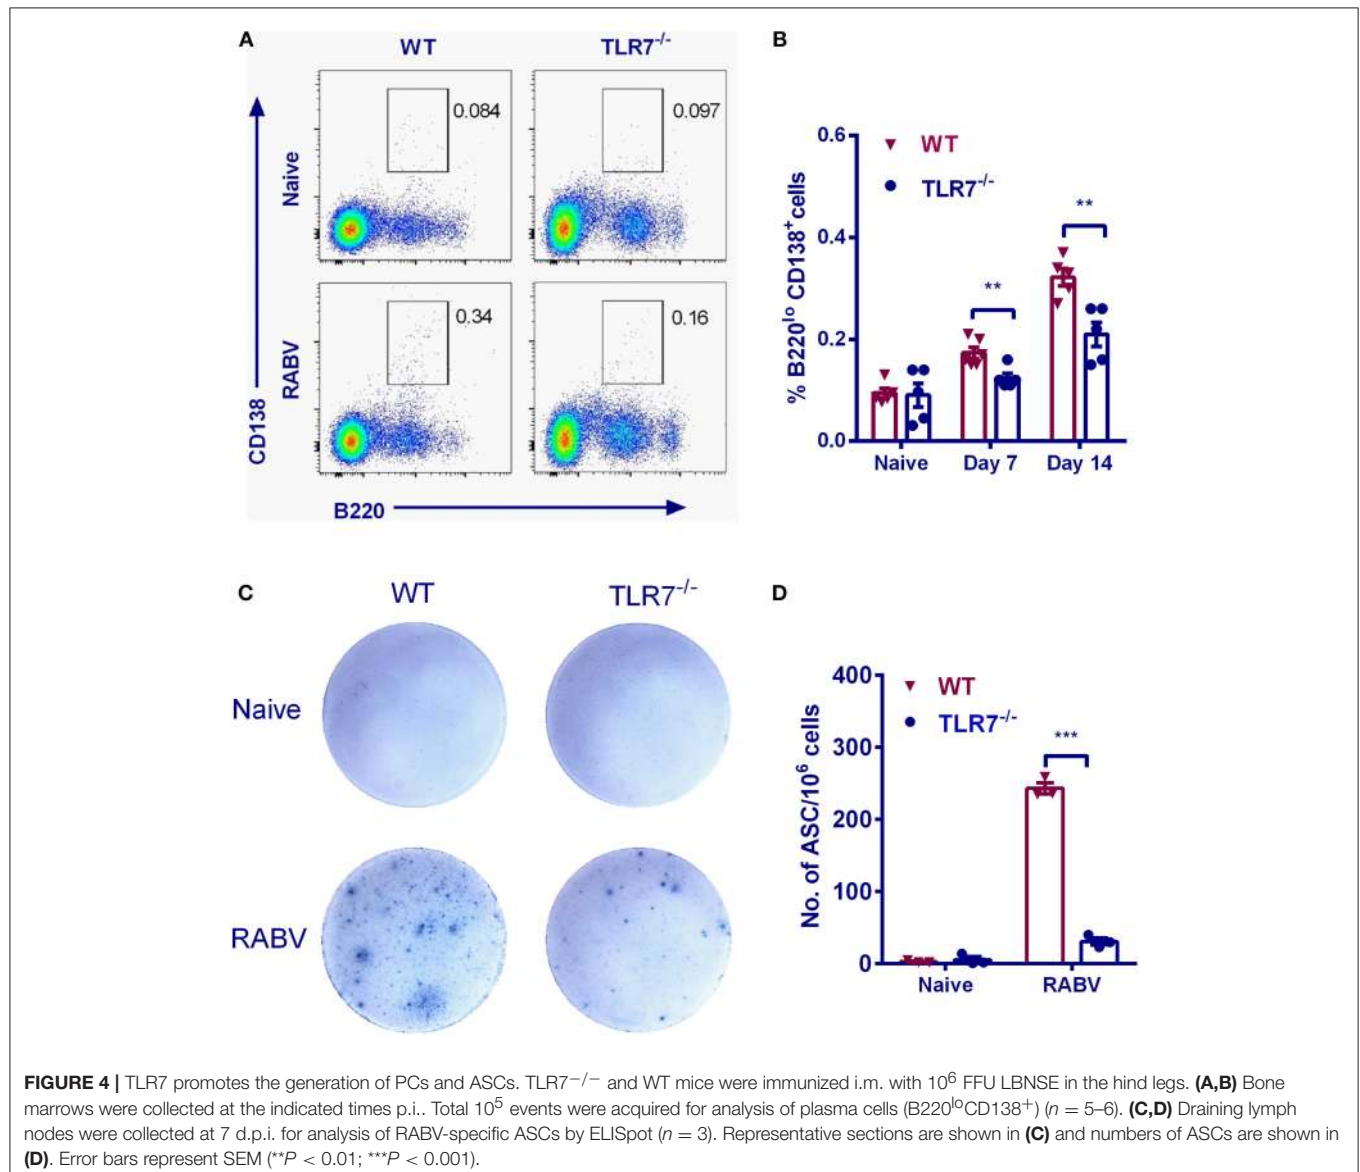 A
WT TLR7-/-
Naive
0.084
0.097
RABV
0.34
0.16
CD138
B220
B
% B220lo CD138+cells
0.6
0.4
0.2
0.0
WT
TLR7-/-
**
**
Naive Day 7 Day 14
C
WT TLR7-/-
Naive
RABV
D
No. of ASC/10^6 cells
400
300
200
100
0
WT
TLR7-/-
***
Naive RABV
FIGURE 4 | TLR7 promotes the generation of PCs and ASCs. TLR7−/− and WT mice were immunized i.m. with 10^6 FFU LBNSE in the hind legs. (A,B) Bone
marrows were collected at the indicated times p.i.. Total 10^5 events were acquired for analysis of plasma cells (B220loCD138+) (n = 5–6). (C,D) Draining lymph
nodes were collected at 7 d.p.i. for analysis of RABV-specific ASCs by ELISpot (n = 3). Representative sections are shown in (C) and numbers of ASCs are shown in
(D). Error bars represent SEM (**P < 0.01; ***P < 0.001).